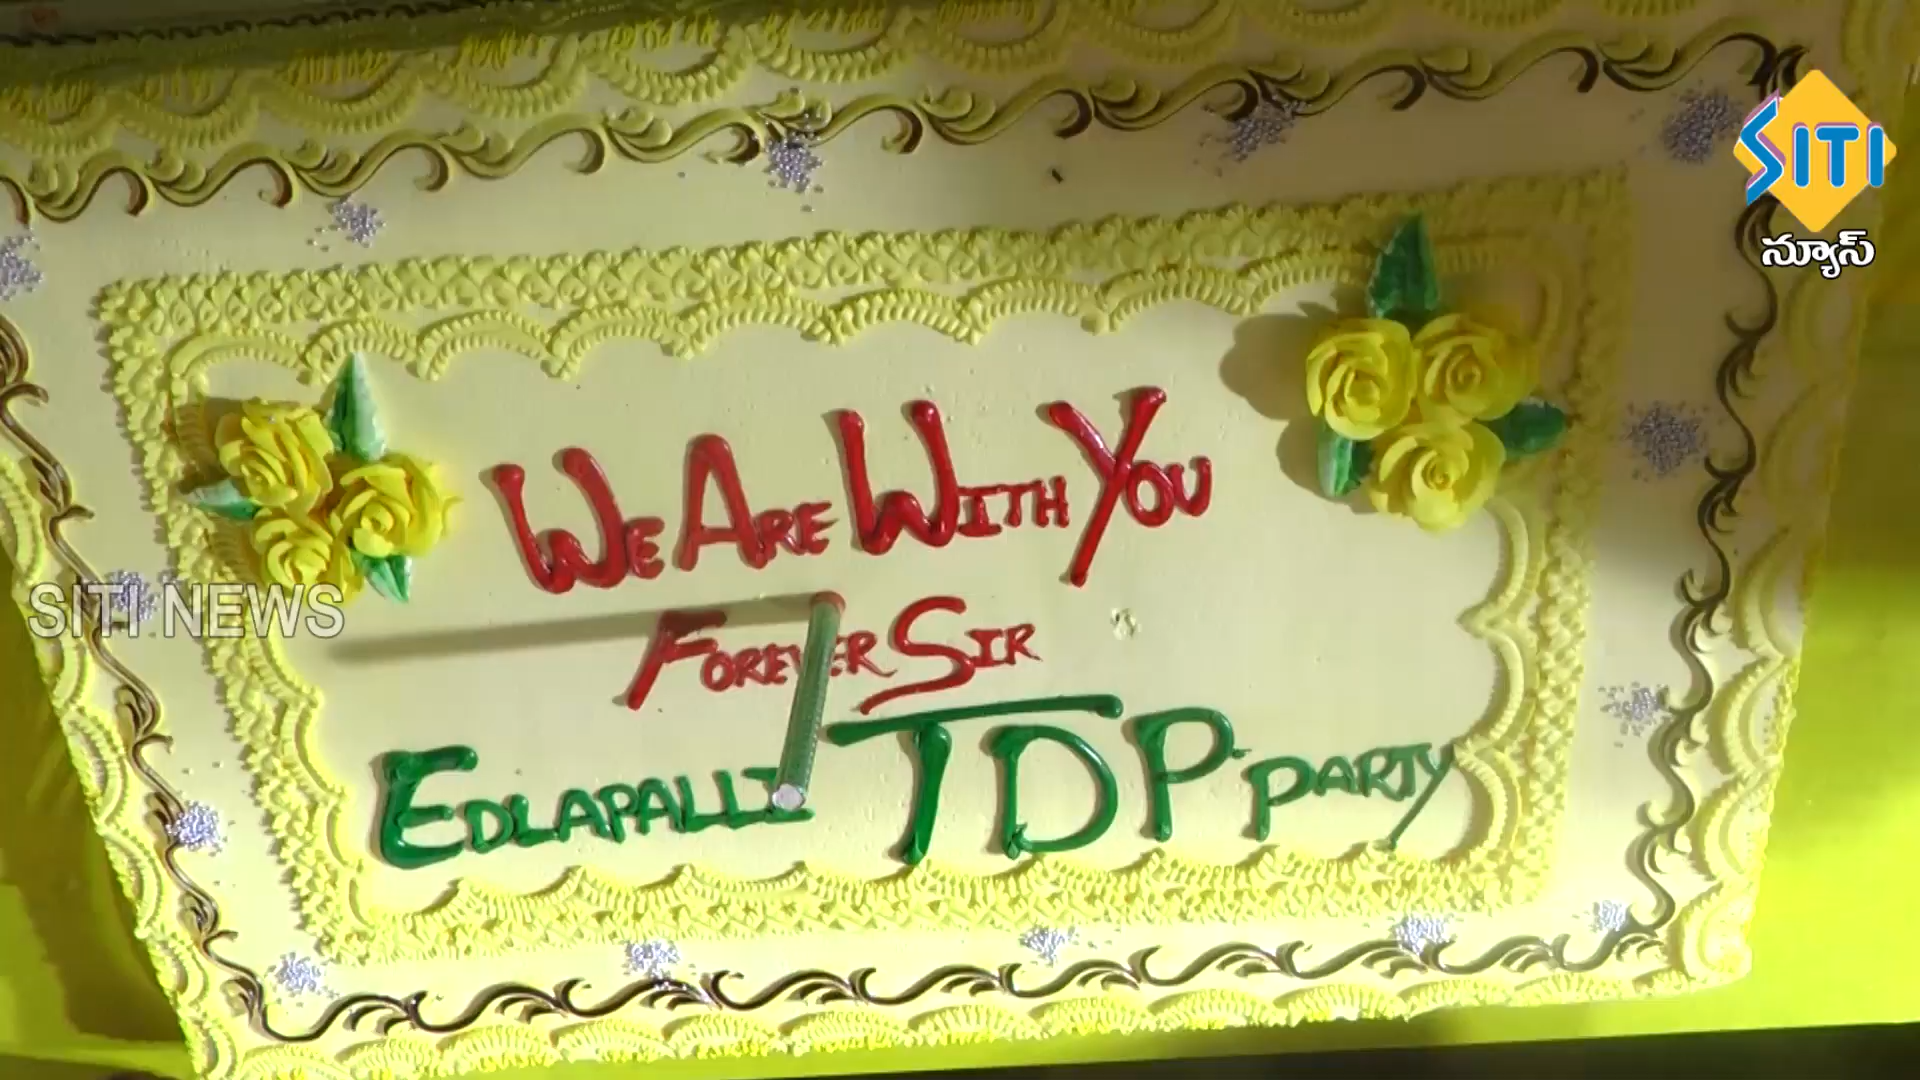 SITI
న్యూస్
WE ARE WITH YOU
SITI NEWS
FOREVER SIR
EDLAPALLI TDP PARTY